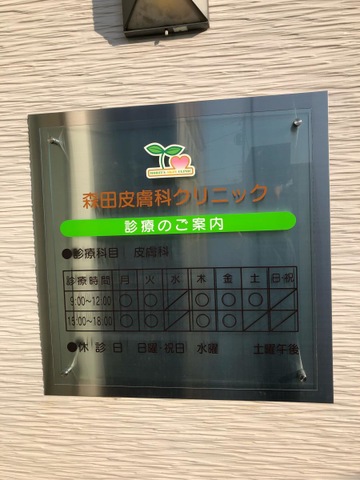 森田皮膚科クリニック
診療のご案内
●診療科目 皮膚科
診療時間 月 火 水 木 金 土 日・祝
9:00~12:00 ○ ○ / ○ ○ ○ /
15:00~18:00 ○ ○ / ○ ○ / /
●休診日 日曜・祝日 水曜 土曜午後